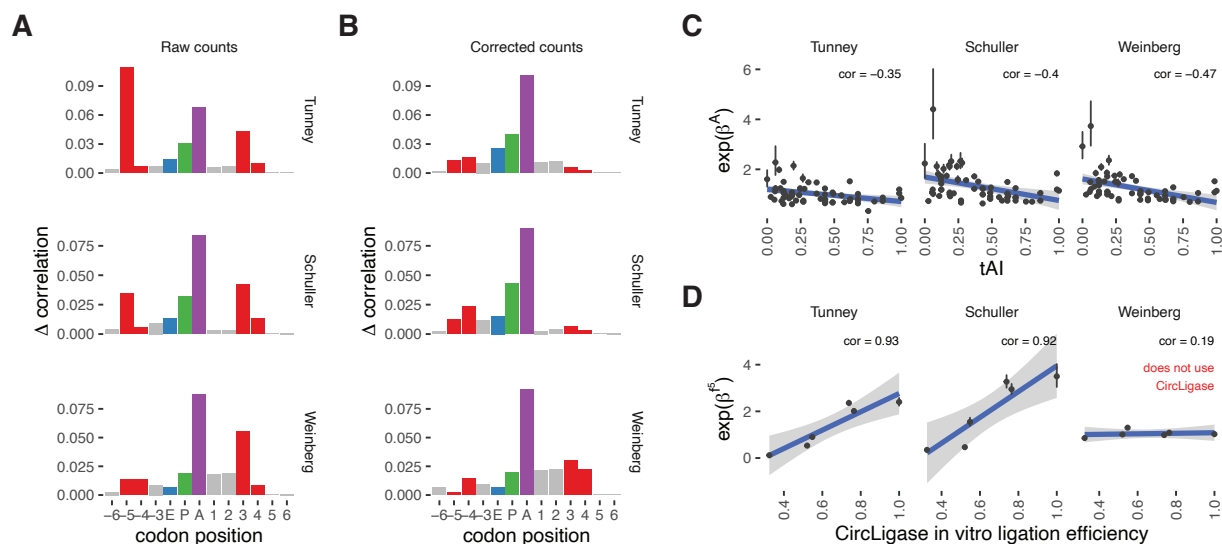 A
Raw counts
0.09
0.06
0.03
0.00
Tunney
0.075
0.050
0.025
0.000
Schuller
0.075
0.050
0.025
0.000
Weinberg
Δ correlation
−6 −5 −4 −3 E P A 1 2 3 4 5 6
codon position
B
Corrected counts
0.09
0.06
0.03
0.00
Tunney
0.075
0.050
0.025
0.000
Schuller
0.075
0.050
0.025
0.000
Weinberg
Δ correlation
−6 −5 −4 −3 E P A 1 2 3 4 5 6
codon position
C
Tunney Schuller Weinberg
cor = −0.35 cor = −0.4 cor = −0.47
6
4
2
exp(β^A)
0.00 0.25 0.50 0.75 1.00 0.00 0.25 0.50 0.75 1.00 0.00 0.25 0.50 0.75 1.00
tAI
D
Tunney Schuller Weinberg
cor = 0.93 cor = 0.92 cor = 0.19
does not use
CircLigase
4
2
0
exp(β^f5)
0.4 0.6 0.8 1.0 0.4 0.6 0.8 1.0 0.4 0.6 0.8 1.0
CircLigase in vitro ligation efficiency